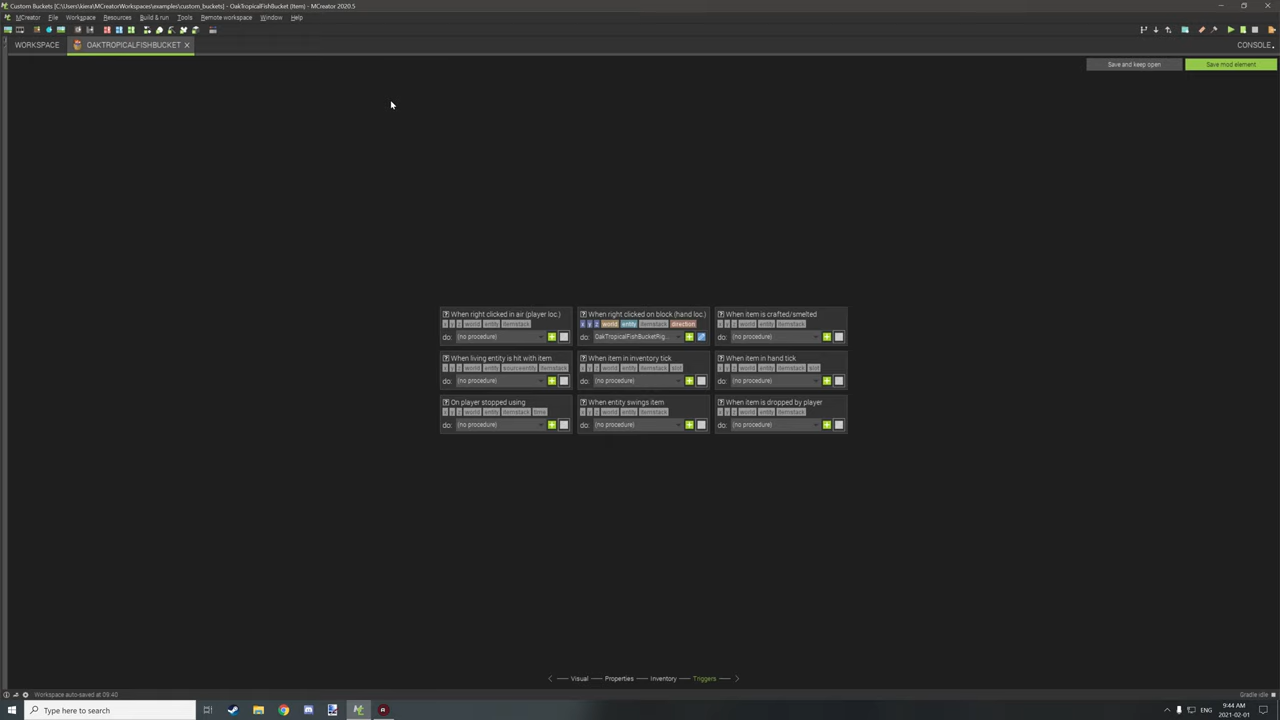 Custom Buckets [C:\Users\kiera\MCreatorWorkspaces\examples\custom_buckets] - OakTropicalFishBucket (Item) - MCreator 2020.5
MCreator File Workspace Resources Build & run Tools Remote workspace Window Help
WORKSPACE OAKTROPICALFISHBUCKET CONSOLE
Save and keep open Save mod element
When right clicked in air (player loc.) When right clicked on block (hand loc.) When item is crafted/smelted
x y z world entity itemstack x y z world entity itemstack direction x y z world entity itemstack
do: (no procedure) do: OakTropicalFishBucketRig... do: (no procedure)
When living entity is hit with item When item in inventory tick When item in hand tick
x y z world entity sourceentity itemstack x y z world entity itemstack slot x y z world entity itemstack slot
do: (no procedure) do: (no procedure) do: (no procedure)
On player stopped using When entity swings item When item is dropped by player
x y z world entity itemstack time x y z world entity itemstack x y z world entity itemstack
do: (no procedure) do: (no procedure) do: (no procedure)
Visual Properties Inventory Triggers
Workspace auto-saved at 09:40 Gradle idle
Type here to search ENG 9:44 AM
2021-02-01